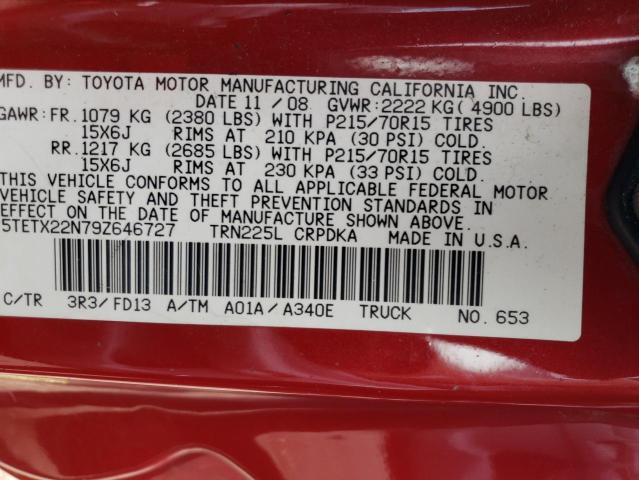 MFD. BY: TOYOTA MOTOR MANUFACTURING CALIFORNIA INC.
DATE 11 / 08 GVWR: 2222 KG( 4900 LBS)
GAWR: FR. 1079 KG (2380 LBS) WITH P215/70R15 TIRES
15X6J RIMS AT 210 KPA (30 PSI) COLD.
RR. 1217 KG (2685 LBS) WITH P215/70R15 TIRES
15X6J RIMS AT 230 KPA (33 PSI) COLD.
THIS VEHICLE CONFORMS TO ALL APPLICABLE FEDERAL MOTOR
VEHICLE SAFETY AND THEFT PREVENTION STANDARDS IN
EFFECT ON THE DATE OF MANUFACTURE SHOWN ABOVE.
5TETX22N79Z646727 TRN225L CRPDKA MADE IN U.S.A.
C/TR 3R3/FD13 A/TM A01A/A340E TRUCK NO. 653